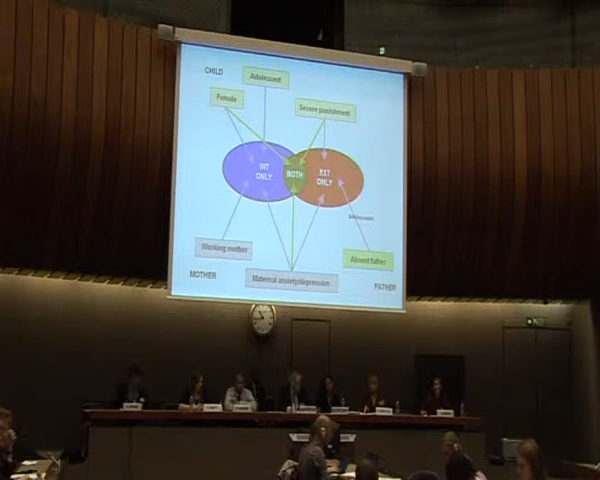 CHILD
Adolescent
Female
Severe punishment
INT
ONLY
BOTH
EXT
ONLY
Adolescents
Working mother
Absent father
MOTHER
Maternal anxiety/depression
FATHER